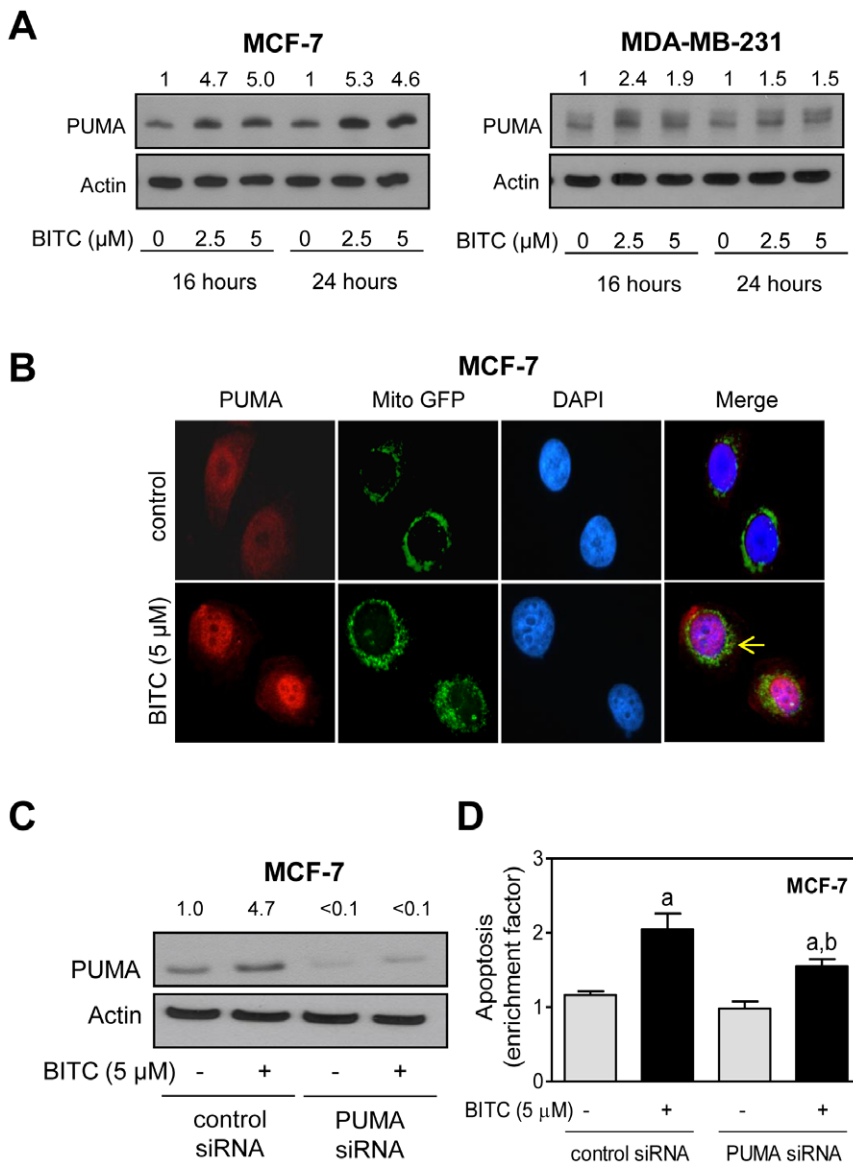 A
MCF-7
1 4.7 5.0 1 5.3 4.6
PUMA
Actin
BITC (µM) 0 2.5 5 0 2.5 5
16 hours 24 hours
MDA-MB-231
1 2.4 1.9 1 1.5 1.5
PUMA
Actin
BITC (µM) 0 2.5 5 0 2.5 5
16 hours 24 hours
B
MCF-7
PUMA Mito GFP DAPI Merge
control
BITC (5 µM)
C
MCF-7
1.0 4.7 <0.1 <0.1
PUMA
Actin
BITC (5 µM) - + - +
control siRNA PUMA siRNA
D
Apoptosis
(enrichment factor)
3
2
1
0
MCF-7
a
a,b
BITC (5 µM) - + - +
control siRNA PUMA siRNA